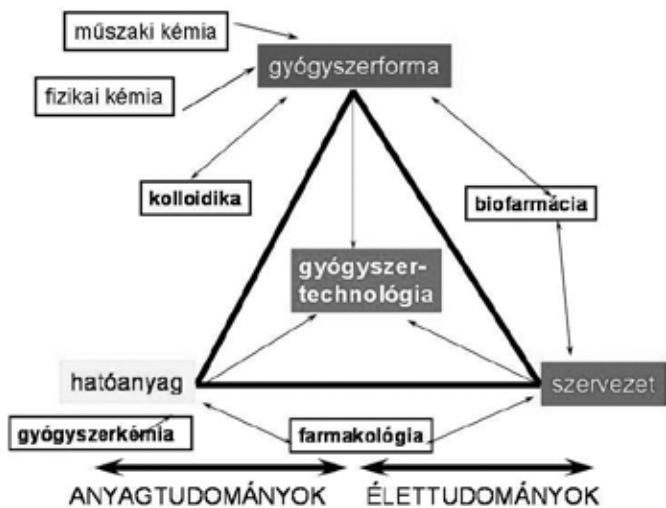 műszaki kémia
gyógyszerforma
fizikai kémia
kolloidika
biofarmácia
gyógyszer-
technológia
hatóanyag
szervezet
gyógyszerkémia
farmakológia
ANYAGTUDOMÁNYOK
ÉLETTUDOMÁNYOK